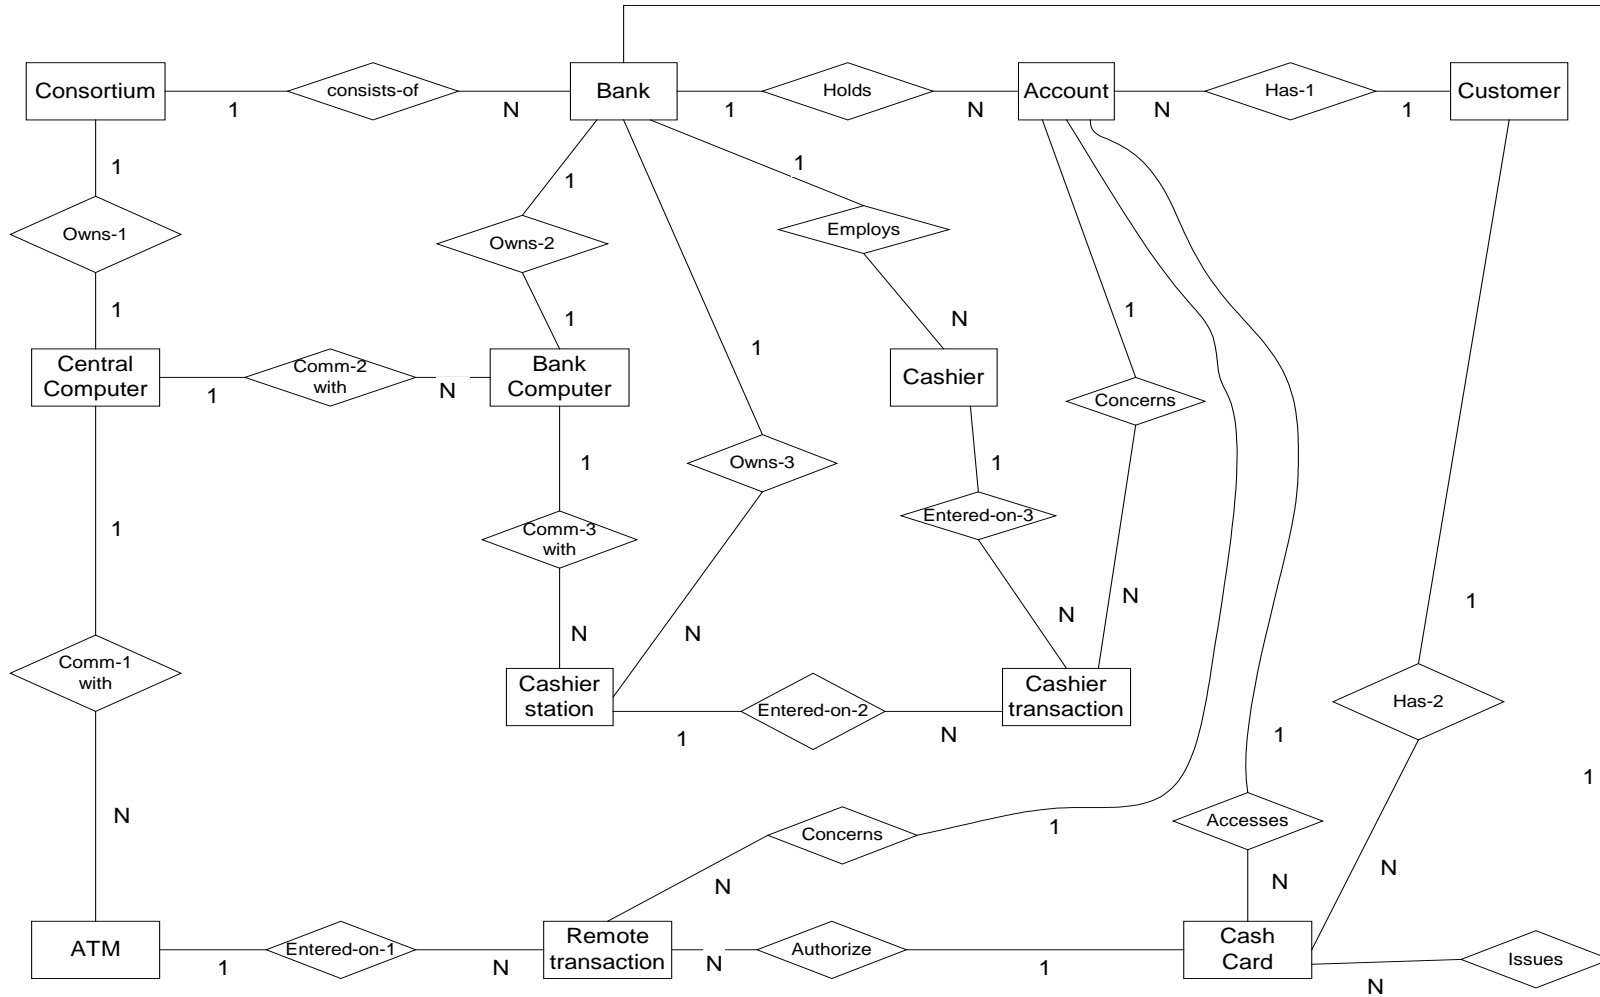 Consortium
consists-of
Bank
Holds
Account
Has-1
Customer
1
N
1
N
N
1
1
1
1
Owns-1
Owns-2
Employs
1
1
1
N
1
Central
Computer
Comm-2
with
Bank
Computer
Cashier
1
N
Concerns
1
Owns-3
1
1
Entered-on-3
Comm-3
with
N
N
N
N
1
Comm-1
with
Cashier
station
Entered-on-2
Cashier
transaction
Has-2
1
N
1
1
N
Concerns
1
Accesses
N
N
N
ATM
Entered-on-1
Remote
transaction
Authorize
Cash
Card
Issues
1
N
N
1
N